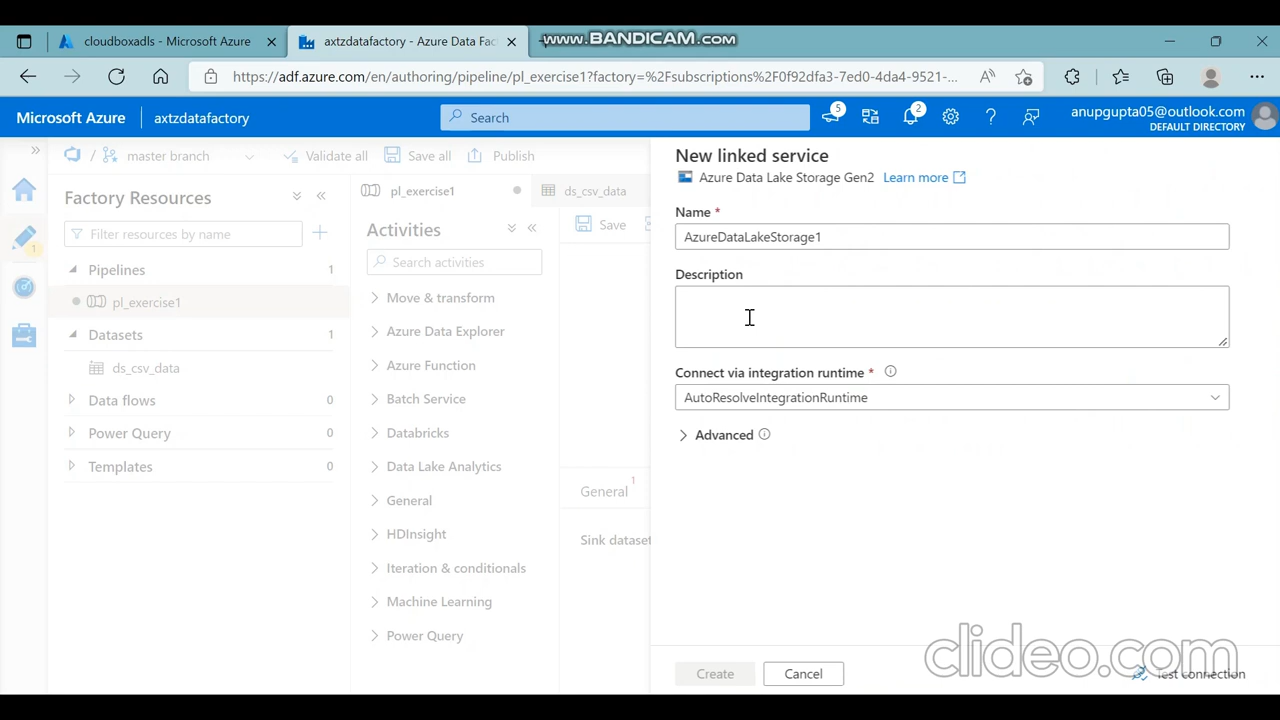 cloudboxadls - Microsoft Azure
axtzdatafactory - Azure Data Fac
www.BANDICAM.com
https://adf.azure.com/en/authoring/pipeline/pl_exercise1?factory=%2Fsubscriptions%2F0f92dfa3-7ed0-4da4-9521-...
Microsoft Azure
axtzdatafactory
Search
5
2
anupgupta05@outlook.com
DEFAULT DIRECTORY
/ master branch
Validate all
Save all
Publish
Factory Resources
Filter resources by name
Pipelines 1
pl_exercise1
Datasets 1
ds_csv_data
Data flows 0
Power Query 0
Templates 0
1
pl_exercise1
ds_csv_data
Activities
Search activities
Move & transform
Azure Data Explorer
Azure Function
Batch Service
Databricks
Data Lake Analytics
General
HDInsight
Iteration & conditionals
Machine Learning
Power Query
Save
General 1
Sink dataset
New linked service
Azure Data Lake Storage Gen2 Learn more
Name *
AzureDataLakeStorage1
Description
Connect via integration runtime *
AutoResolveIntegrationRuntime
Advanced
Create
Cancel
Test connection
clideo.com